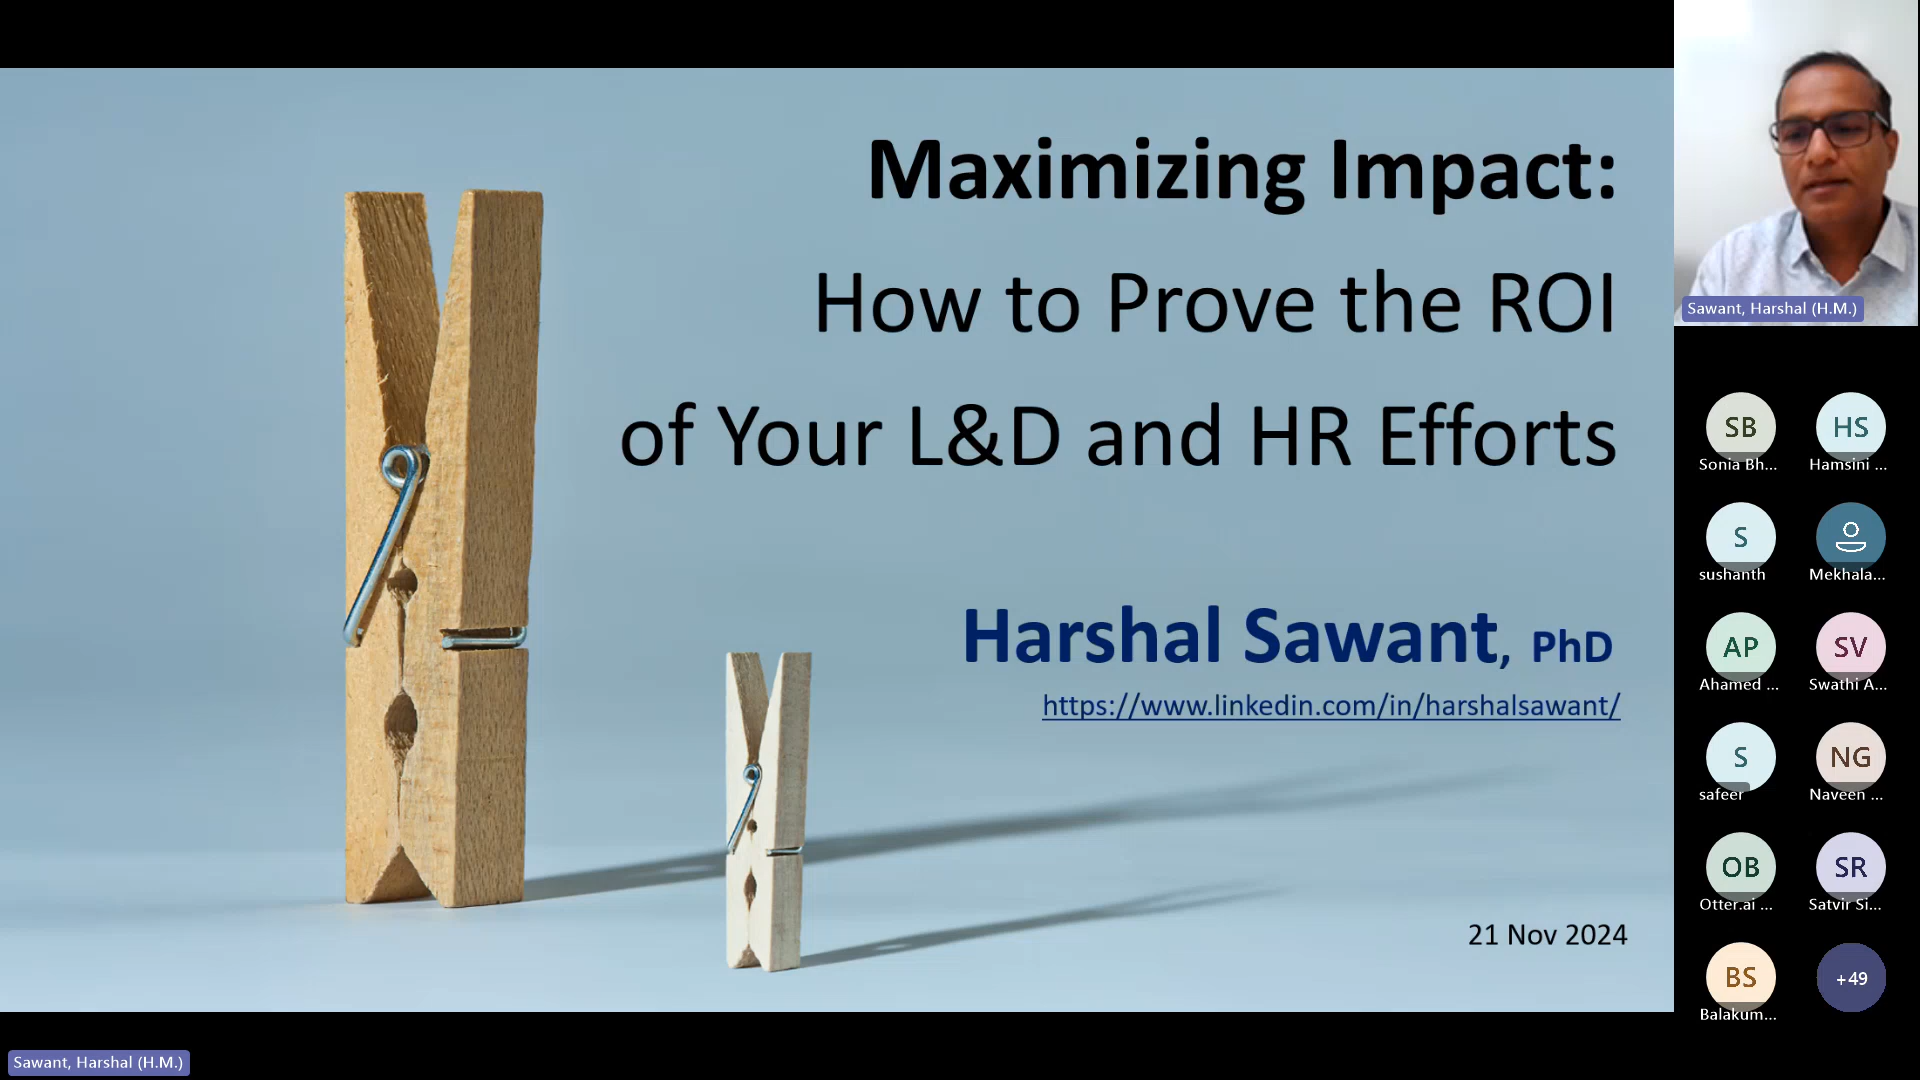 Maximizing Impact:
How to Prove the ROI
of Your L&D and HR Efforts
Harshal Sawant, PhD
https://www.linkedin.com/in/harshalsawant/
21 Nov 2024
Sawant, Harshal (H.M.)
SB
Sonia Bh...
HS
Hamsini ...
S
sushanth
Mekhala...
AP
Ahamed ...
SV
Swathi A...
S
safeer
NG
Naveen ...
OB
Otter.ai ...
SR
Satvir Si...
BS
Balakum...
+49
Sawant, Harshal (H.M.)